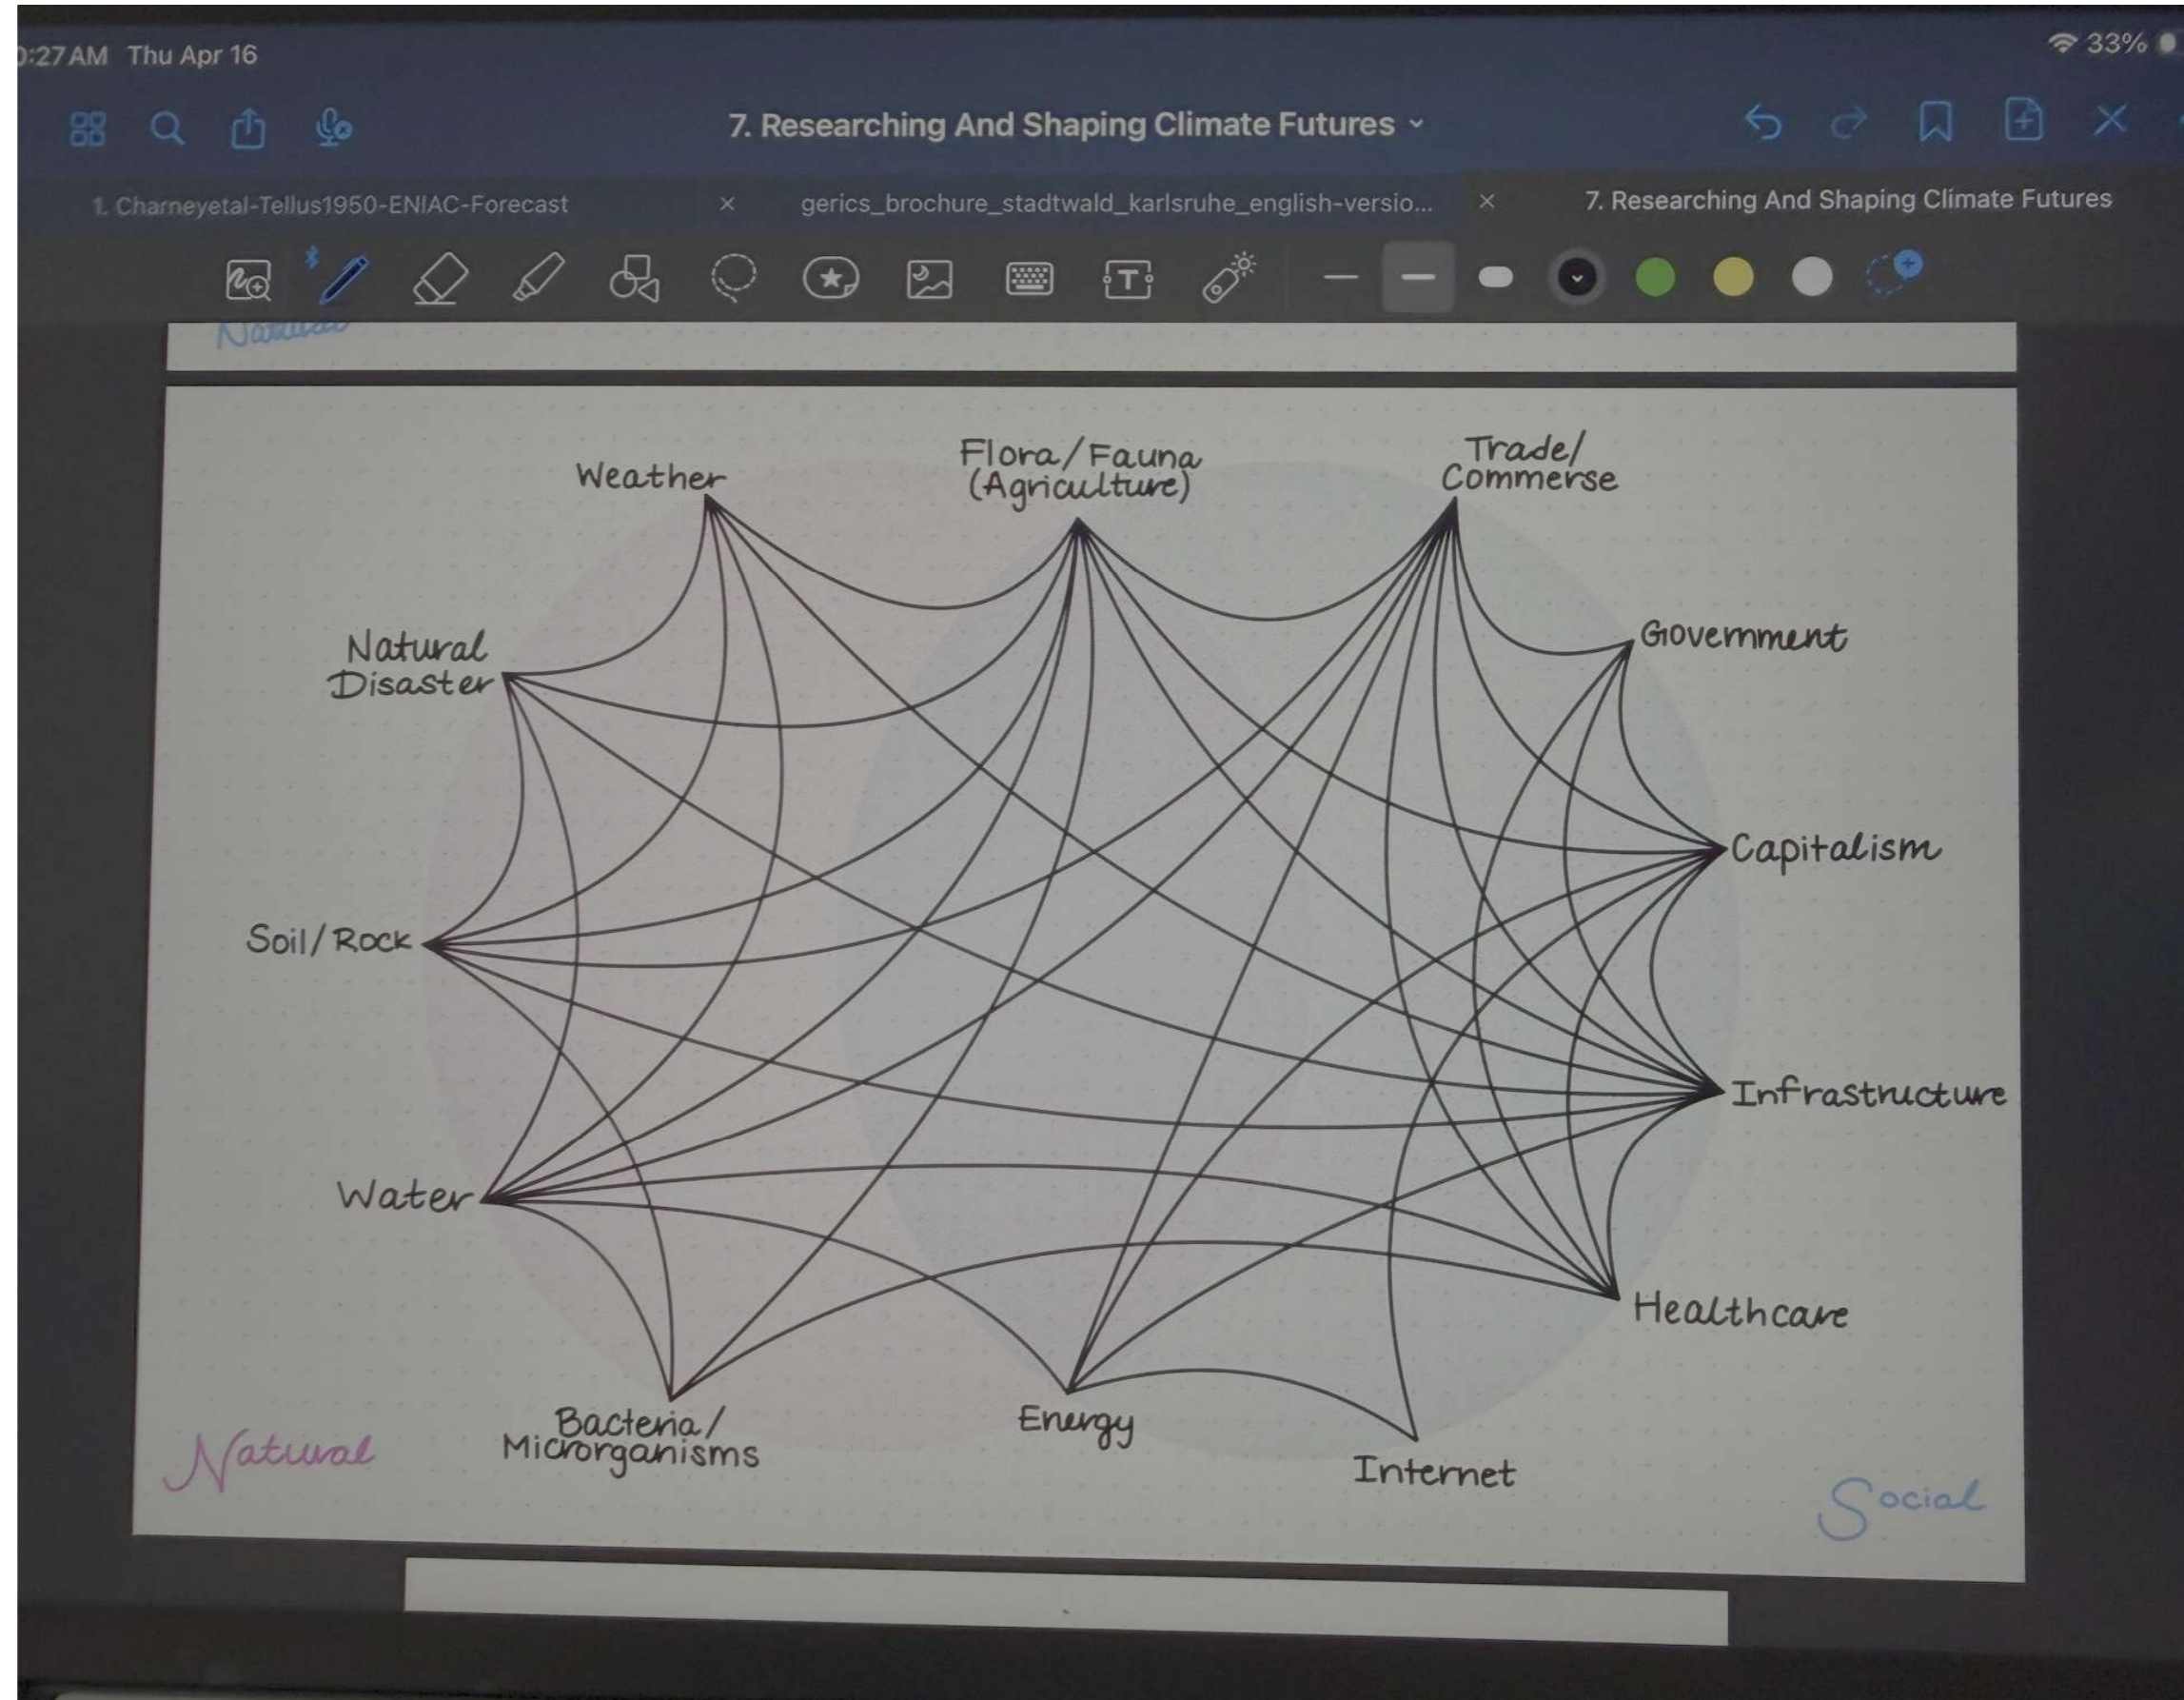 0:27 AM Thu Apr 16
33%
7. Researching And Shaping Climate Futures
1. Charneyetal-Tellus1950-ENIAC-Forecast
gerics_brochure_stadtwald_karlsruhe_english-versio...
7. Researching And Shaping Climate Futures
T
Natural
Weather
Flora/Fauna
(Agriculture)
Trade/
Commerse
Natural
Disaster
Government
Capitalism
Soil/Rock
Infrastructure
Water
Healthcare
Bacteria/
Microrganisms
Energy
Internet
Natural
Social